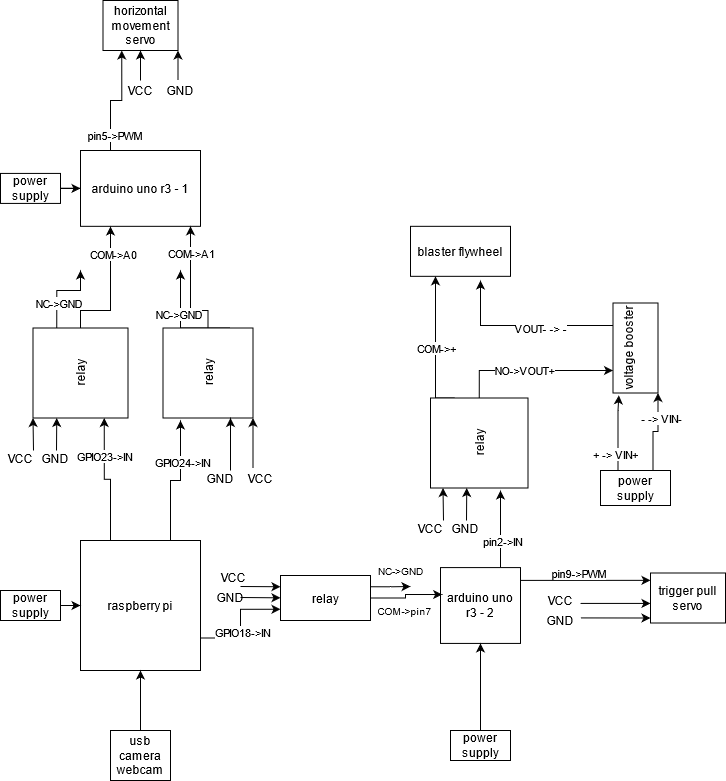 horizontal
movement
servo
VCC
GND
pin5->PWM
power
supply
arduino uno r3 - 1
COM->A0
COM->A1
NC->GND
NC->GND
relay
relay
VCC
GND
GPIO23->IN
GPIO24->IN
GND
VCC
blaster flywheel
VOUT- -> -
voltage booster
COM->+
NO->VOUT+
relay
- -> VIN-
+ -> VIN+
power
supply
VCC
GND
pin2->IN
power
supply
raspberry pi
VCC
GND
GPIO18->IN
relay
NC->GND
COM->pin7
arduino uno
r3 - 2
pin9->PWM
VCC
GND
trigger pull
servo
usb
camera
webcam
power
supply